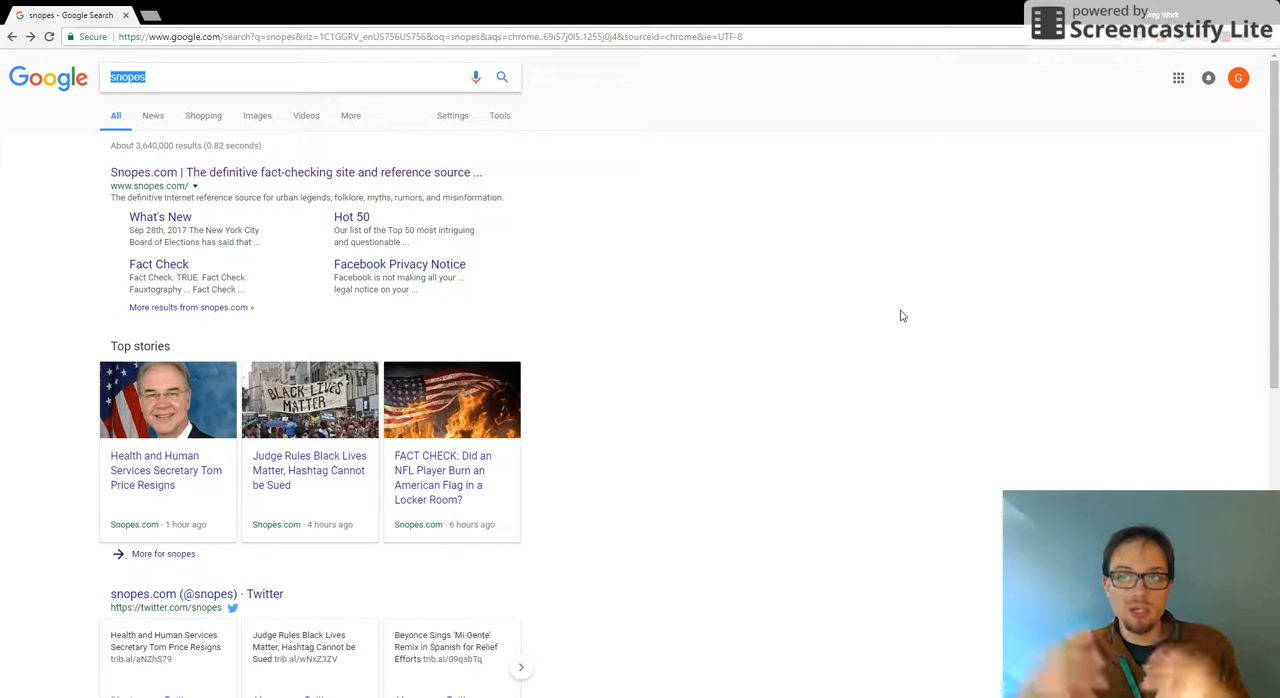 snopes - Google Search
powered by
Screencastify Lite
Secure
https://www.google.com/search?q=snopes&rlz=1C1GGRV_enUS756US756&oq=snopes&aqs=chrome..69i57j0l5.1255j0j4&sourceid=chrome&ie=UTF-8
Google
snopes
G
All News Shopping Images Videos More Settings Tools
About 3,640,000 results (0.82 seconds)
Snopes.com | The definitive fact-checking site and reference source ...
www.snopes.com/
The definitive Internet reference source for urban legends, folklore, myths, rumors, and misinformation.
What's New
Sep 28th, 2017 The New York City
Board of Elections has said that ...
Hot 50
Our list of the Top 50 most intriguing
and questionable ...
Fact Check
Fact Check. TRUE. Fact Check
Fauxtography ... Fact Check ...
Facebook Privacy Notice
Facebook is not making all your ...
legal notice on your ...
More results from snopes.com »
Top stories
BLACK LIVES
MATTER
Health and Human
Services Secretary Tom
Price Resigns
Snopes.com · 1 hour ago
Judge Rules Black Lives
Matter, Hashtag Cannot
be Sued
Snopes.com · 4 hours ago
FACT CHECK: Did an
NFL Player Burn an
American Flag in a
Locker Room?
Snopes.com · 6 hours ago
More for snopes
snopes.com (@snopes) · Twitter
https://twitter.com/snopes
Health and Human Services
Secretary Tom Price Resigns
trib.al/aNZhS79
Judge Rules Black Lives
Matter, Hashtag Cannot be
Sued trib.al/wNxZ3ZV
Beyonce Sings 'Mi Gente'
Remix in Spanish for Relief
Efforts trib.al/09qsbTq